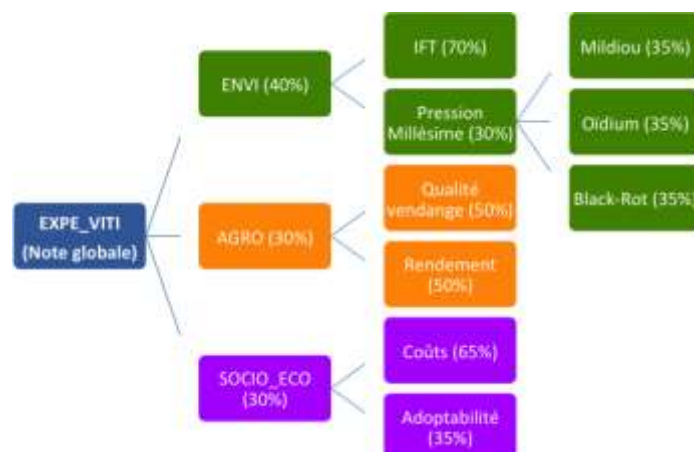 EXPE_VITI
(Note globale)
ENVI (40%)
IFT (70%)
Pression
Millésime (30%)
Mildiou (35%)
Oïdium (35%)
Black-Rot (35%)
AGRO (30%)
Qualité
vendange (50%)
Rendement
(50%)
SOCIO_ECO
(30%)
Coûts (65%)
Adoptabilité
(35%)